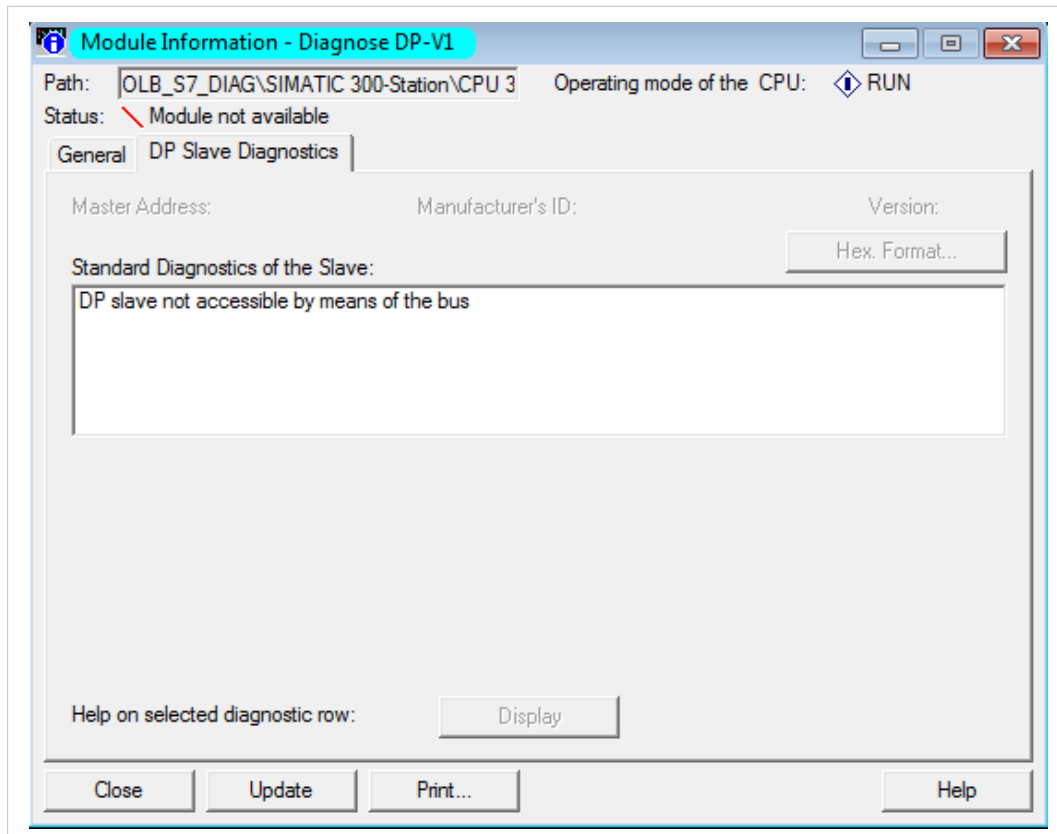 Module Information - Diagnose DP-V1
Path: OLB_S7_DIAG\SIMATIC 300-Station\CPU 3 Operating mode of the CPU: RUN
Status: Module not available
General DP Slave Diagnostics
Master Address: Manufacturer's ID: Version:
Hex. Format...
Standard Diagnostics of the Slave:
DP slave not accessible by means of the bus
Help on selected diagnostic row: Display
Close Update Print... Help